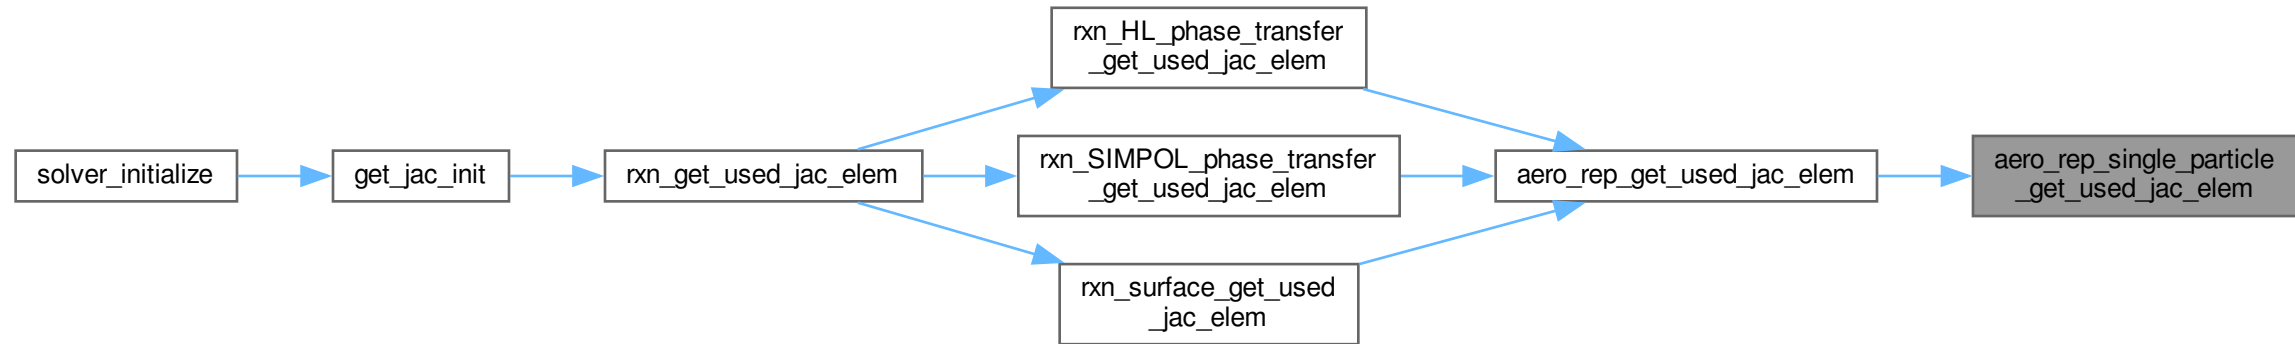 solver_initialize
get_jac_init
rxn_get_used_jac_elem
rxn_HL_phase_transfer
_get_used_jac_elem
rxn_SIMPOL_phase_transfer
_get_used_jac_elem
rxn_surface_get_used
_jac_elem
aero_rep_get_used_jac_elem
aero_rep_single_particle
_get_used_jac_elem